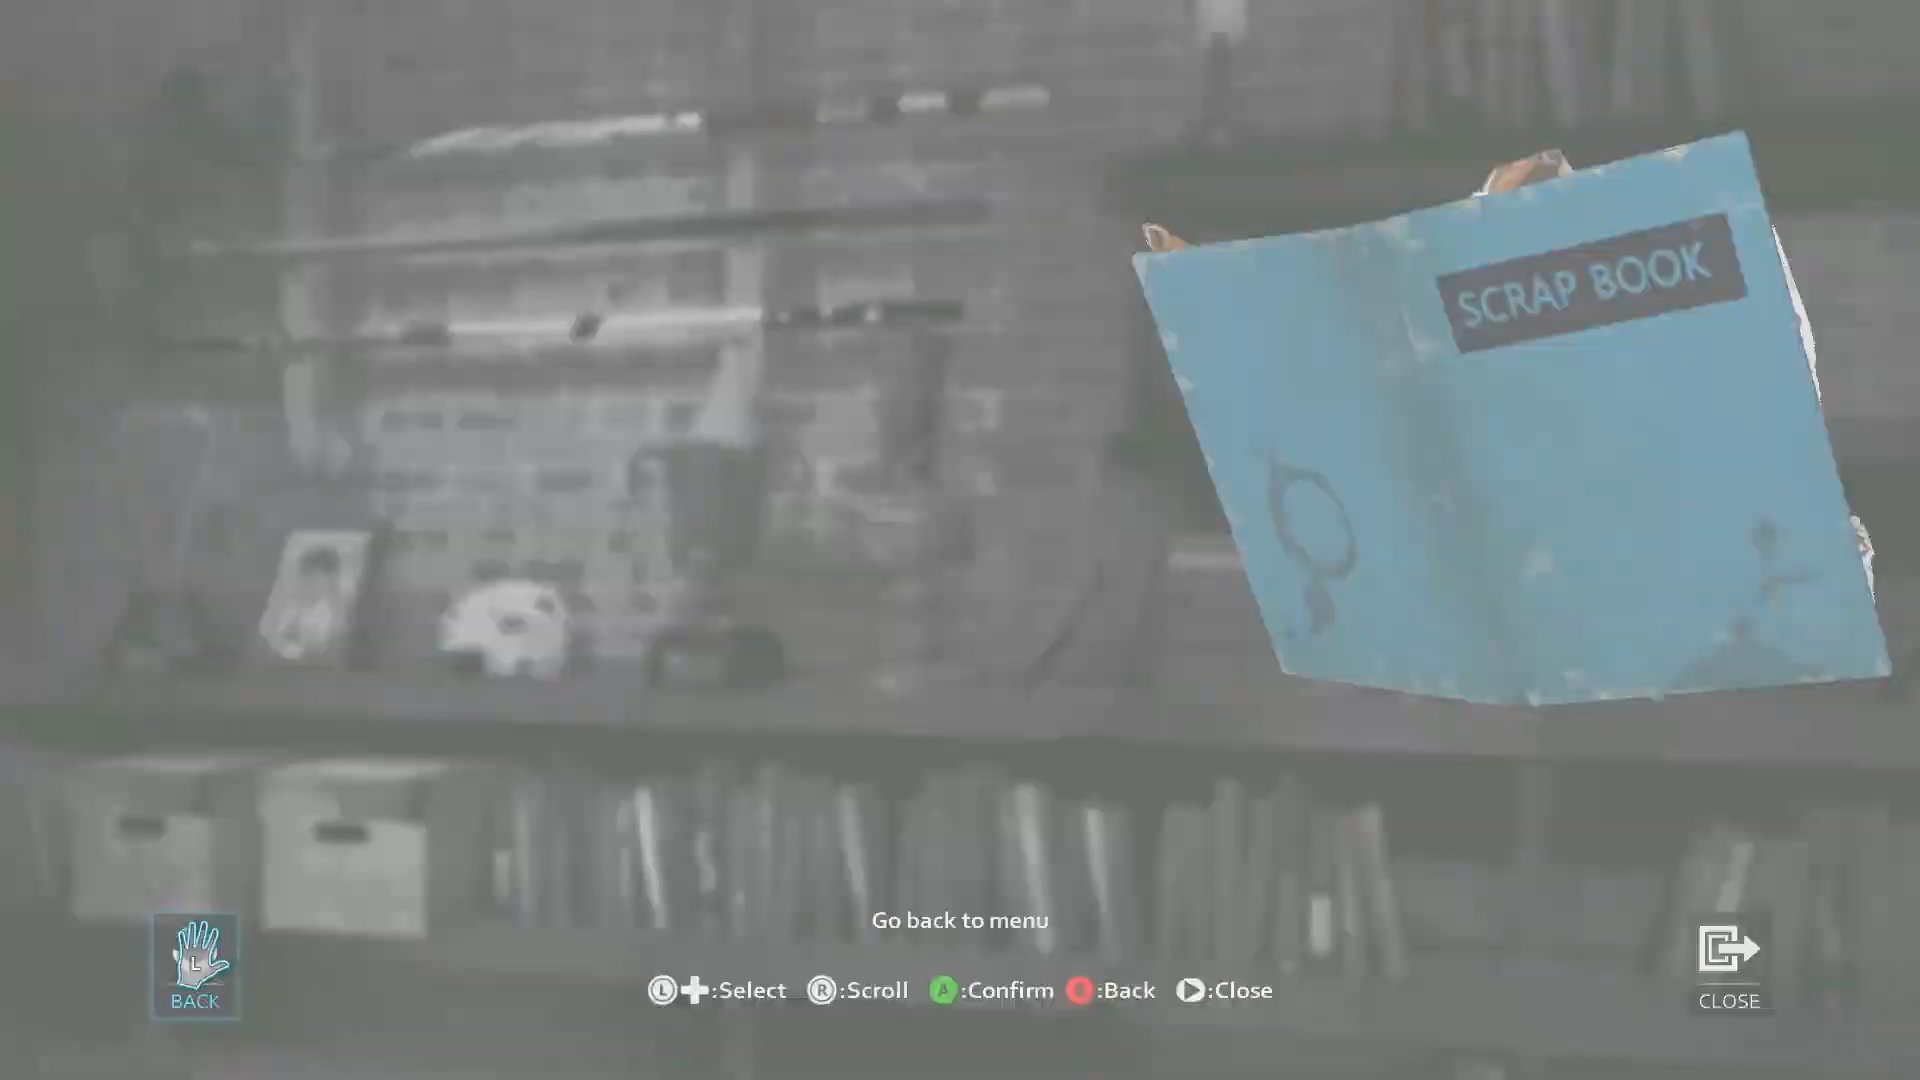 SCRAP BOOK
Go back to menu
L
BACK
L :Select R :Scroll A :Confirm B :Back :Close
CLOSE